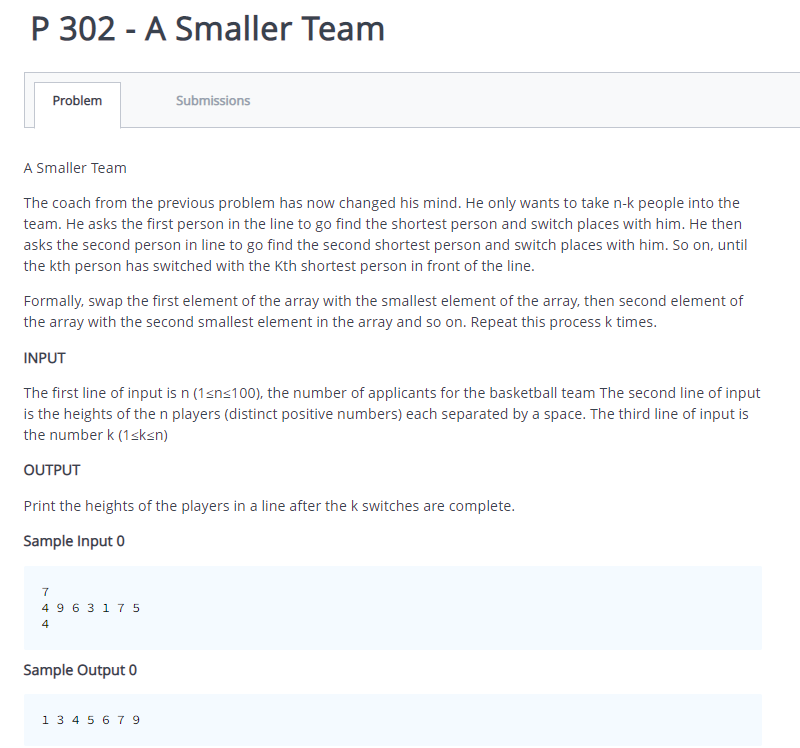 P 302 - A Smaller Team
Problem
Submissions
A Smaller Team
The coach from the previous problem has now changed his mind. He only wants to take n-k people into the
team. He asks the first person in the line to go find the shortest person and switch places with him. He then
asks the second person in line to go find the second shortest person and switch places with him. So on, until
the kth person has switched with the Kth shortest person in front of the line.
Formally, swap the first element of the array with the smallest element of the array, then second element of
the array with the second smallest element in the array and so on. Repeat this process k times.
INPUT
The first line of input is n (1≤n≤100), the number of applicants for the basketball team The second line of input
is the heights of the n players (distinct positive numbers) each separated by a space. The third line of input is
the number k (1≤k≤n)
OUTPUT
Print the heights of the players in a line after the k switches are complete.
Sample Input 0
7
4 9 6 3 1 7 5
4
Sample Output 0
1 3 4 5 6 7 9